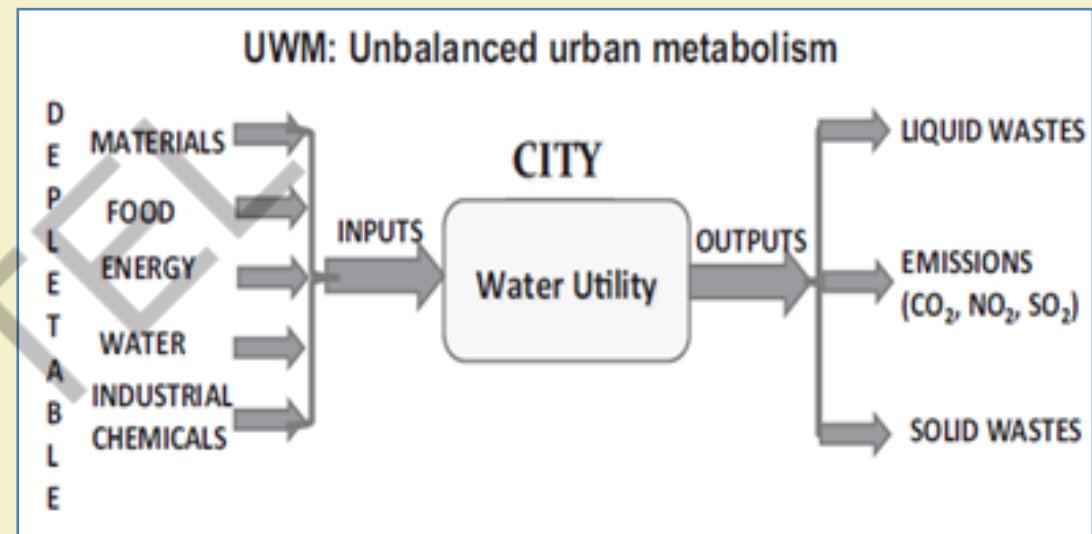 UWM: Unbalanced urban metabolism
DEPLETABLE
MATERIALS
FOOD
ENERGY
WATER
INDUSTRIAL
CHEMICALS
INPUTS
CITY
Water Utility
OUTPUTS
LIQUID WASTES
EMISSIONS
(CO₂, NO₂, SO₂)
SOLID WASTES